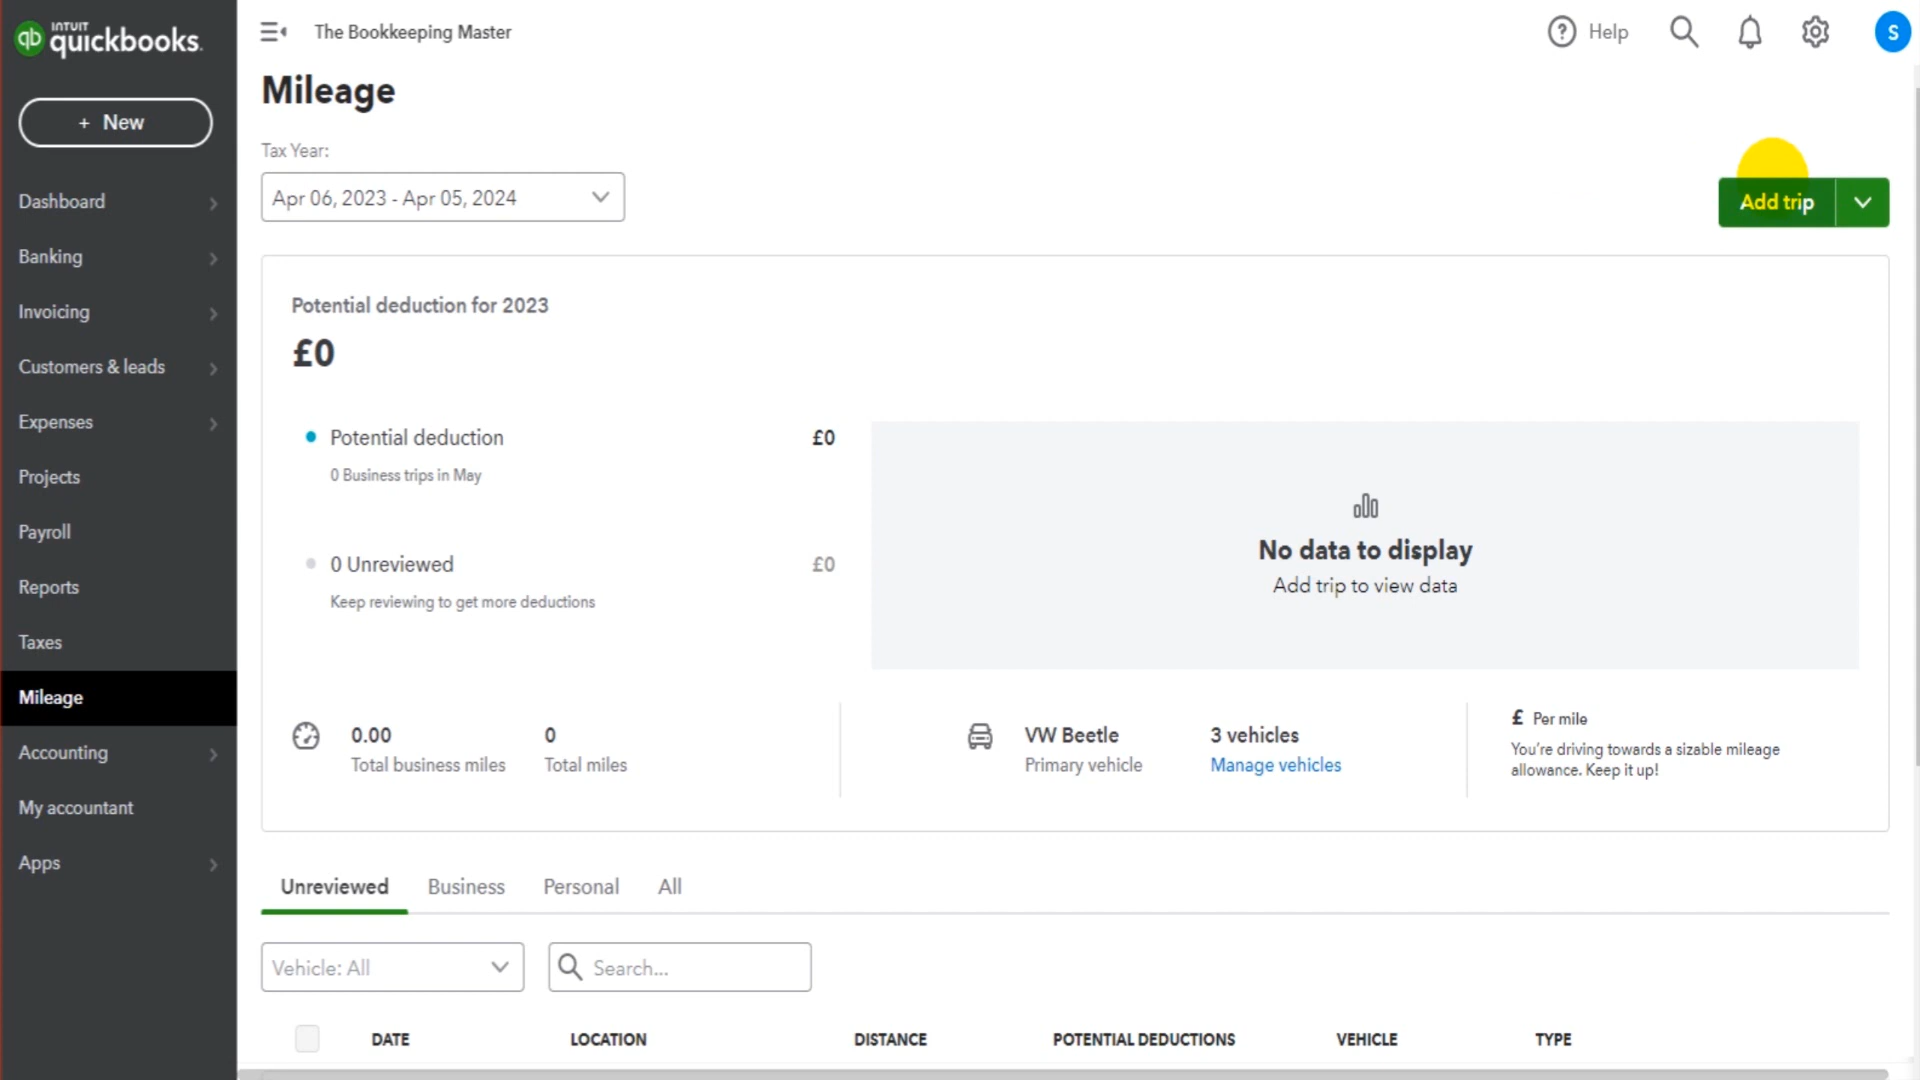 INTUIT
qb quickbooks.
The Bookkeeping Master
Help
S
+ New
Dashboard
Banking
Invoicing
Customers & leads
Expenses
Projects
Payroll
Reports
Taxes
Mileage
Accounting
My accountant
Apps
Mileage
Tax Year:
Apr 06, 2023 - Apr 05, 2024
Add trip
Potential deduction for 2023
£0
Potential deduction £0
0 Business trips in May
0 Unreviewed £0
Keep reviewing to get more deductions
No data to display
Add trip to view data
0.00
Total business miles
0
Total miles
VW Beetle
Primary vehicle
3 vehicles
Manage vehicles
£ Per mile
You're driving towards a sizable mileage
allowance. Keep it up!
Unreviewed Business Personal All
Vehicle: All
Search...
DATE LOCATION DISTANCE POTENTIAL DEDUCTIONS VEHICLE TYPE